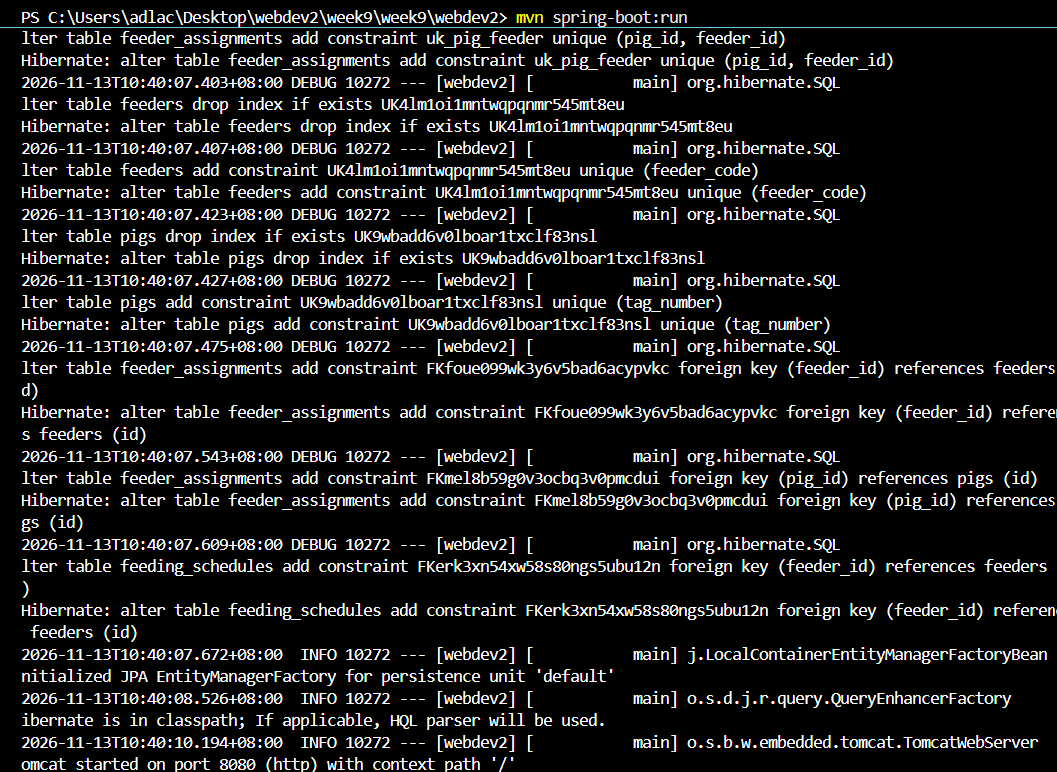 PS C:\Users\adlac\Desktop\webdev2\week9\week9\webdev2> mvn spring-boot:run
lter table feeder_assignments add constraint uk_pig_feeder unique (pig_id, feeder_id)
Hibernate: alter table feeder_assignments add constraint uk_pig_feeder unique (pig_id, feeder_id)
2026-11-13T10:40:07.403+08:00 DEBUG 10272 --- [webdev2] [           main] org.hibernate.SQL
lter table feeders drop index if exists UK4lm1oi1mntwqpqnmr545mt8eu
Hibernate: alter table feeders drop index if exists UK4lm1oi1mntwqpqnmr545mt8eu
2026-11-13T10:40:07.407+08:00 DEBUG 10272 --- [webdev2] [           main] org.hibernate.SQL
lter table feeders add constraint UK4lm1oi1mntwqpqnmr545mt8eu unique (feeder_code)
Hibernate: alter table feeders add constraint UK4lm1oi1mntwqpqnmr545mt8eu unique (feeder_code)
2026-11-13T10:40:07.423+08:00 DEBUG 10272 --- [webdev2] [           main] org.hibernate.SQL
lter table pigs drop index if exists UK9wbadd6v0lboar1txclf83nsl
Hibernate: alter table pigs drop index if exists UK9wbadd6v0lboar1txclf83nsl
2026-11-13T10:40:07.427+08:00 DEBUG 10272 --- [webdev2] [           main] org.hibernate.SQL
lter table pigs add constraint UK9wbadd6v0lboar1txclf83nsl unique (tag_number)
Hibernate: alter table pigs add constraint UK9wbadd6v0lboar1txclf83nsl unique (tag_number)
2026-11-13T10:40:07.475+08:00 DEBUG 10272 --- [webdev2] [           main] org.hibernate.SQL
lter table feeder_assignments add constraint FKfoue099wk3y6v5bad6acypvkc foreign key (feeder_id) references feeders
d)
Hibernate: alter table feeder_assignments add constraint FKfoue099wk3y6v5bad6acypvkc foreign key (feeder_id) referen
s feeders (id)
2026-11-13T10:40:07.543+08:00 DEBUG 10272 --- [webdev2] [           main] org.hibernate.SQL
lter table feeder_assignments add constraint FKmel8b59g0v3ocbq3v0pmcdui foreign key (pig_id) references pigs (id)
Hibernate: alter table feeder_assignments add constraint FKmel8b59g0v3ocbq3v0pmcdui foreign key (pig_id) references
gs (id)
2026-11-13T10:40:07.609+08:00 DEBUG 10272 --- [webdev2] [           main] org.hibernate.SQL
lter table feeding_schedules add constraint FKerk3xn54xw58s80ngs5ubu12n foreign key (feeder_id) references feeders
)
Hibernate: alter table feeding_schedules add constraint FKerk3xn54xw58s80ngs5ubu12n foreign key (feeder_id) referen
 feeders (id)
2026-11-13T10:40:07.672+08:00  INFO 10272 --- [webdev2] [           main] j.LocalContainerEntityManagerFactoryBean
nitialized JPA EntityManagerFactory for persistence unit 'default'
2026-11-13T10:40:08.526+08:00  INFO 10272 --- [webdev2] [           main] o.s.d.j.r.query.QueryEnhancerFactory
ibernate is in classpath; If applicable, HQL parser will be used.
2026-11-13T10:40:10.194+08:00  INFO 10272 --- [webdev2] [           main] o.s.b.w.embedded.tomcat.TomcatWebServer
omcat started on port 8080 (http) with context path '/'